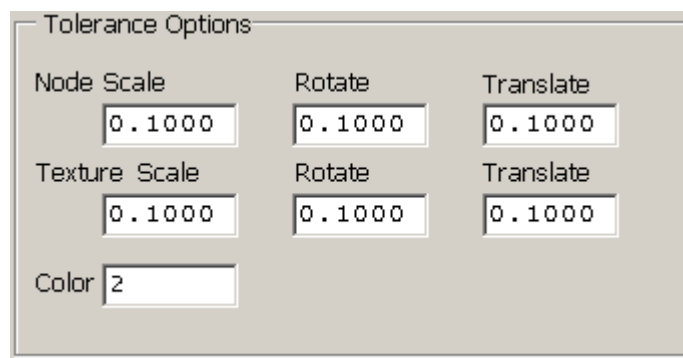 Tolerance Options
Node Scale Rotate Translate
0.1000 0.1000 0.1000
Texture Scale Rotate Translate
0.1000 0.1000 0.1000
Color 2